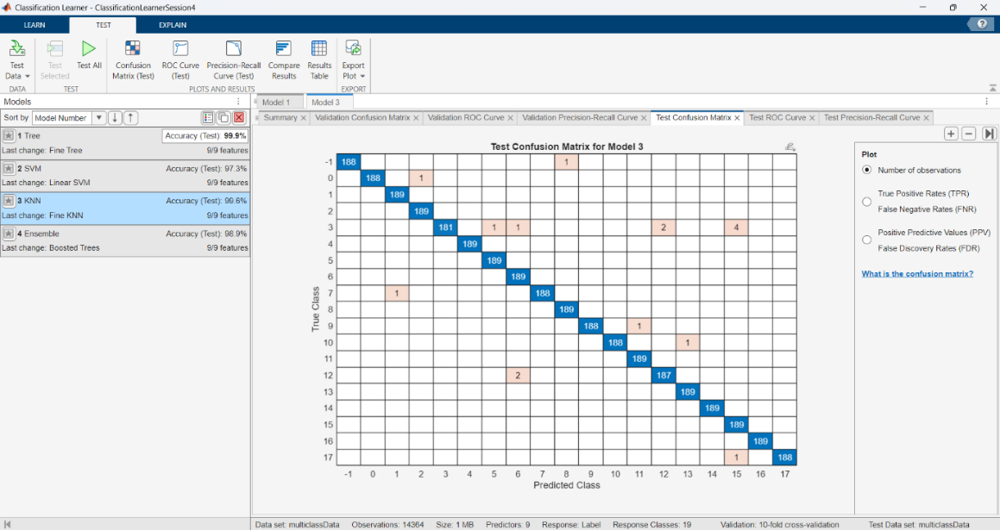 Classification Learner - ClassificationLearnerSession4
LEARN TEST EXPLAIN
Test Data
Test Selected
Test All
Confusion Matrix (Test)
ROC Curve (Test)
Precision-Recall Curve (Test)
Compare Results
Results Table
Export Plot
DATA TEST PLOTS AND RESULTS EXPORT
Models
Sort by Model Number
1 Tree Accuracy (Test): 99.9%
Last change: Fine Tree 9/9 features
2 SVM Accuracy (Test): 97.3%
Last change: Linear SVM 9/9 features
3 KNN Accuracy (Test): 99.6%
Last change: Fine KNN 9/9 features
4 Ensemble Accuracy (Test): 98.9%
Last change: Boosted Trees 9/9 features
Model 1 Model 3
Summary Validation Confusion Matrix Validation ROC Curve Validation Precision-Recall Curve Test Confusion Matrix Test ROC Curve Test Precision-Recall Curve
Test Confusion Matrix for Model 3
True Class
-1 188 1
0 188 1
1 189
2 189
3 181 1 1 2 4
4 189
5 189
6 189
7 1 188
8 189
9 188 1
10 188 1
11 189
12 2 187
13 189
14 189
15 189
16 189
17 1 188
-1 0 1 2 3 4 5 6 7 8 9 10 11 12 13 14 15 16 17
Predicted Class
Plot
Number of observations
True Positive Rates (TPR)
False Negative Rates (FNR)
Positive Predictive Values (PPV)
False Discovery Rates (FDR)
What is the confusion matrix?
Data set: multiclassData Observations: 14364 Size: 1 MB Predictors: 9 Response: Label Response Classes: 19 Validation: 10-fold cross-validation Test Data set: multiclassData